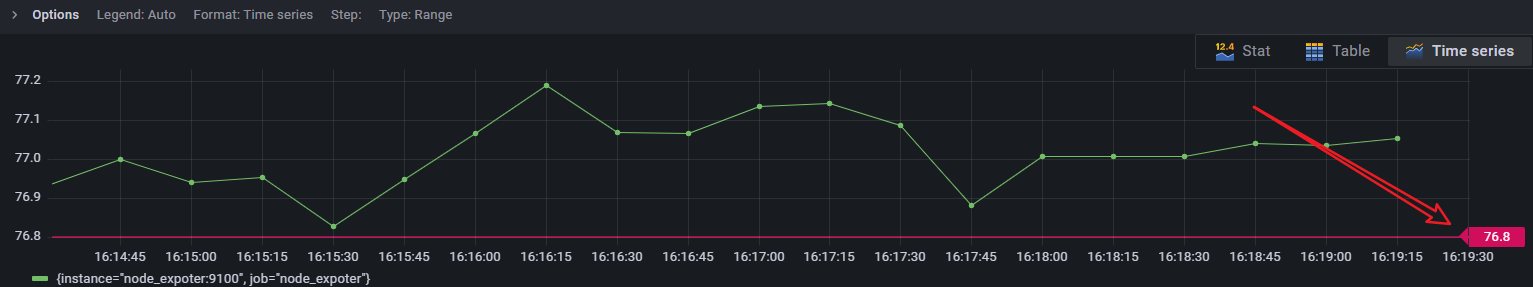 Options Legend: Auto Format: Time series Step: Type: Range
12.4 Stat Table Time series
77.2
77.1
77.0
76.9
76.8
76.8
16:14:45 16:15:00 16:15:15 16:15:30 16:15:45 16:16:00 16:16:15 16:16:30 16:16:45 16:17:00 16:17:15 16:17:30 16:17:45 16:18:00 16:18:15 16:18:30 16:18:45 16:19:00 16:19:15 16:19:30
{instance="node_expoter:9100", job="node_expoter"}